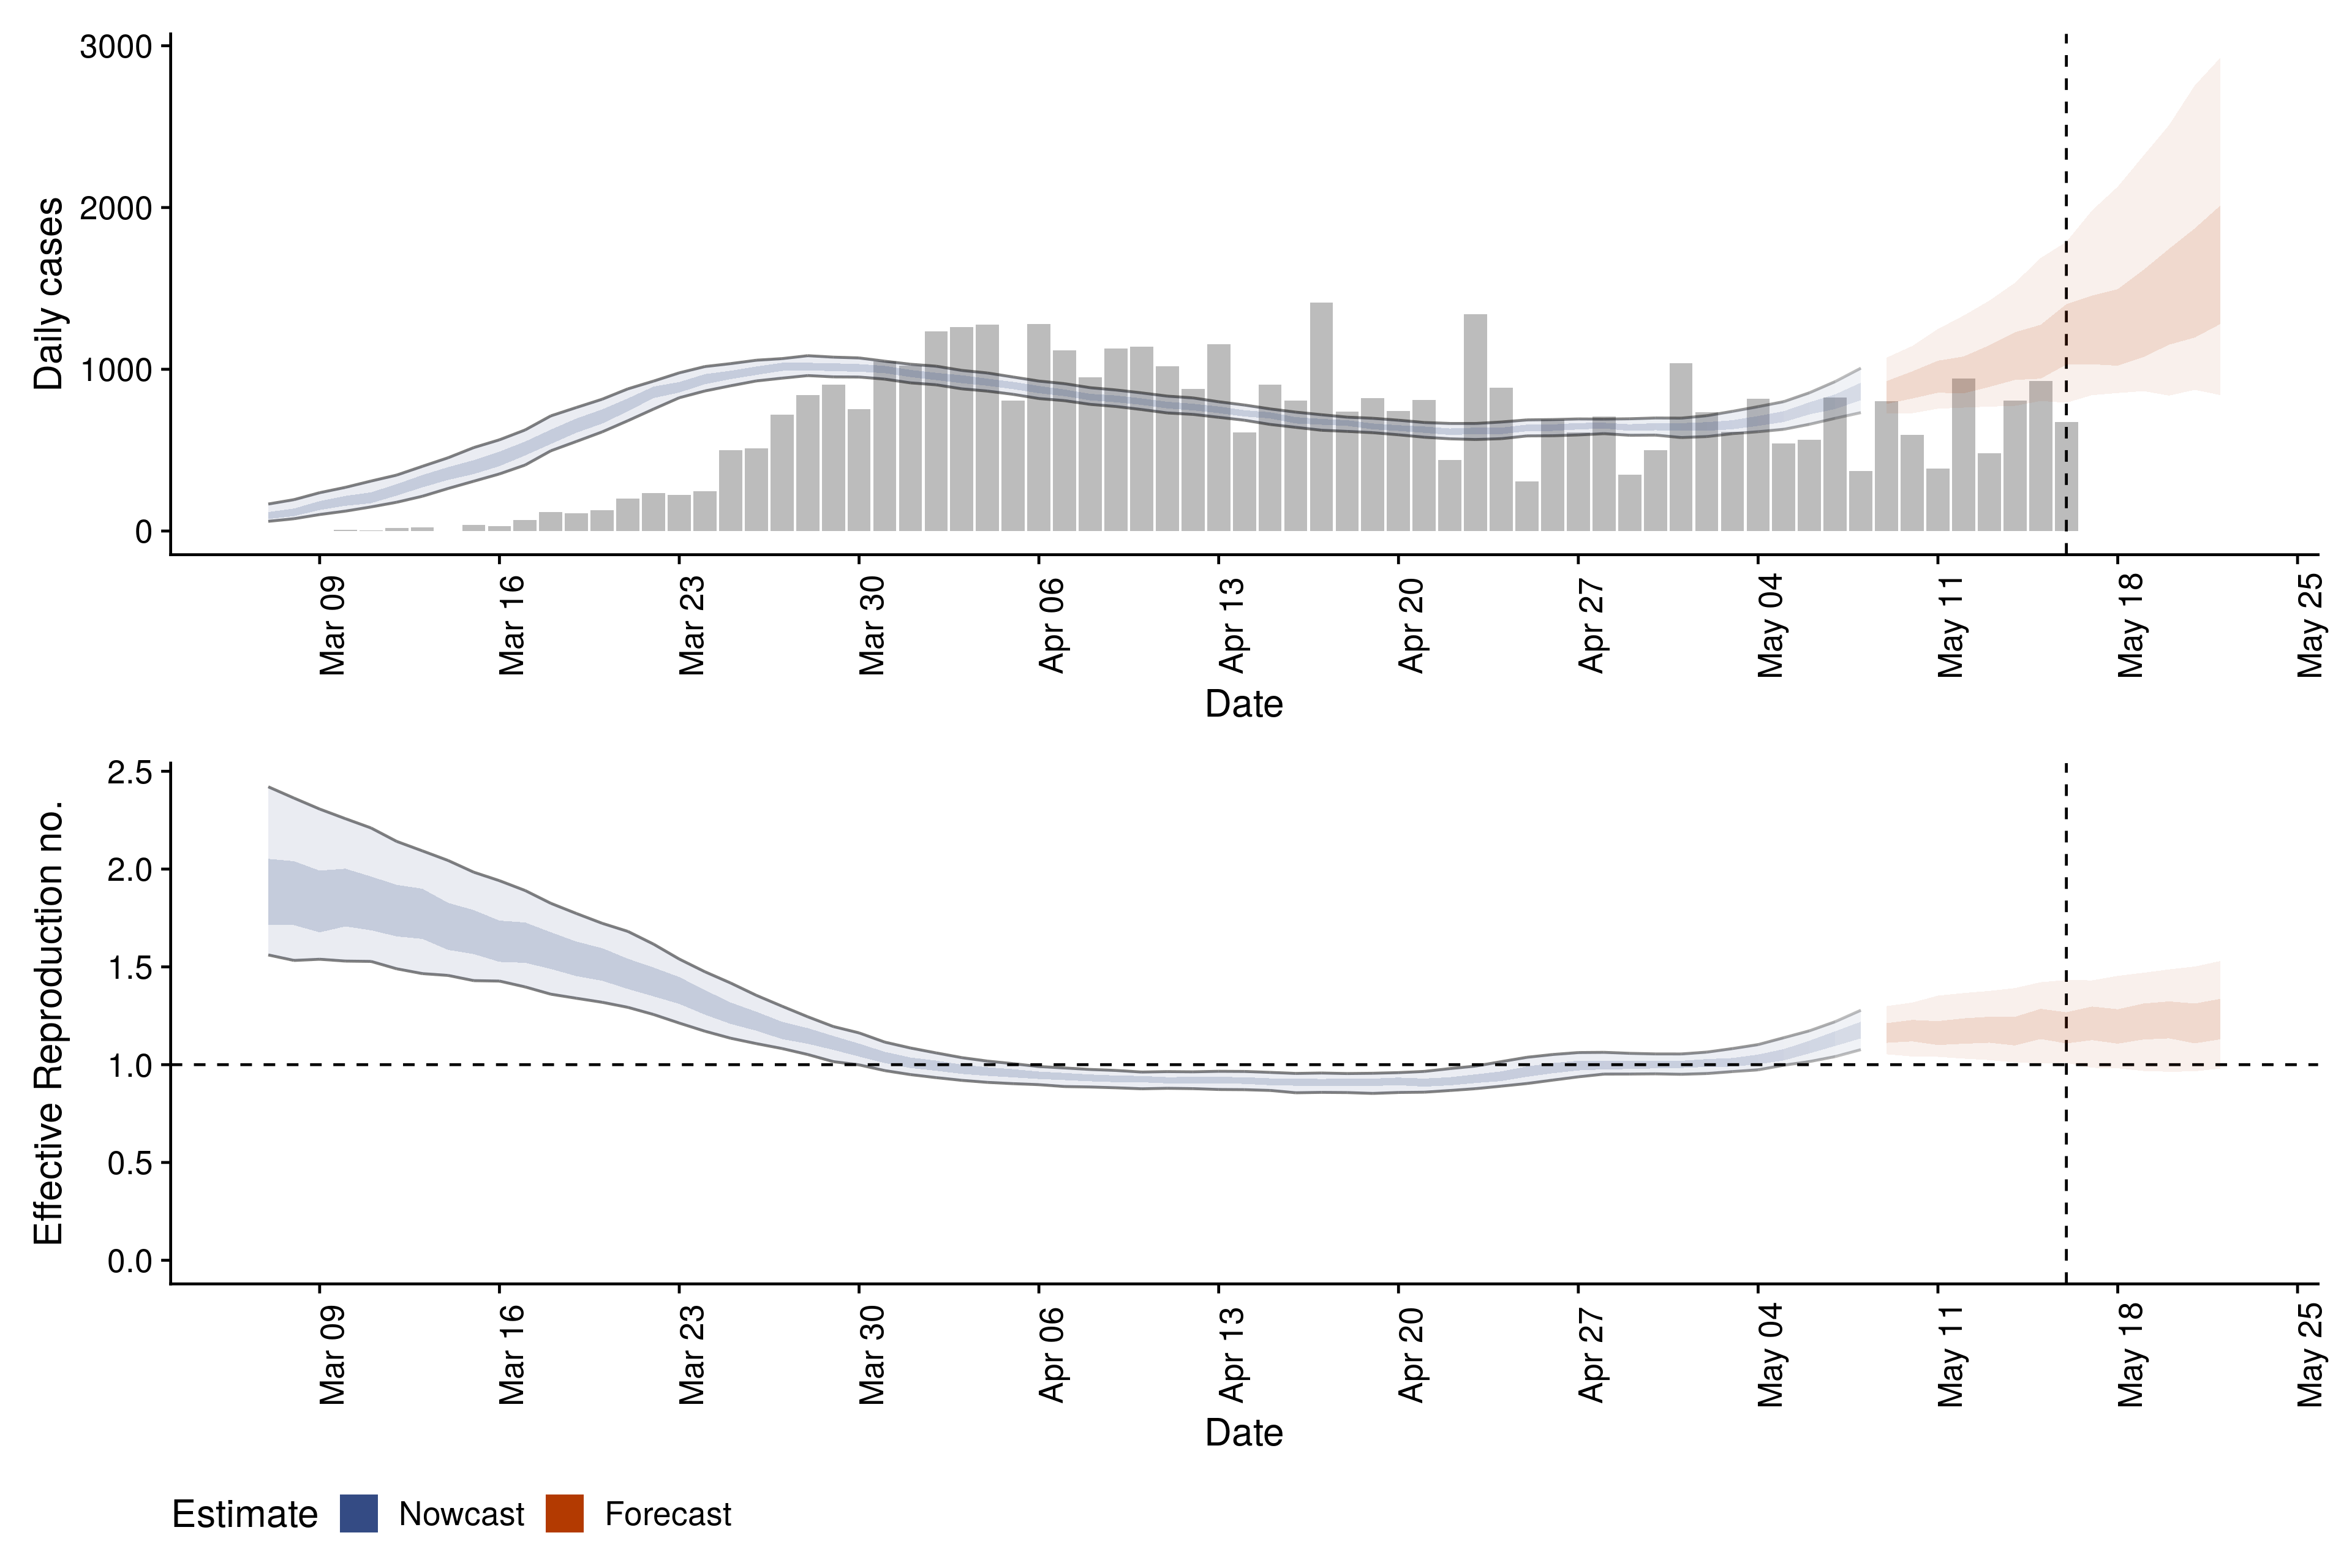 3000
2000
1000
0
Daily cases
Mar 09
Mar 16
Mar 23
Mar 30
Apr 06
Apr 13
Apr 20
Apr 27
May 04
May 11
May 18
May 25
Date
2.5
2.0
1.5
1.0
0.5
0.0
Effective Reproduction no.
Mar 09
Mar 16
Mar 23
Mar 30
Apr 06
Apr 13
Apr 20
Apr 27
May 04
May 11
May 18
May 25
Date
Estimate Nowcast Forecast